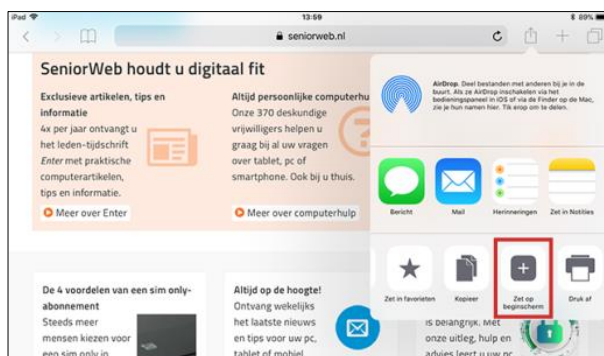 iPad
13:59
89%
seniorweb.nl
SeniorWeb houdt u digitaal fit
Exclusieve artikelen, tips en
informatie
4x per jaar ontvangt u
het leden-tijdschrift
Enter met praktische
computerartikelen,
tips en informatie.
Meer over Enter
Altijd persoonlijke computerhu
Onze 370 deskundige
vrijwilligers helpen u
graag bij al uw vragen
over tablet, pc of
smartphone. Ook bij u thuis.
Meer over computerhulp
AirDrop. Deel bestanden met anderen bij je in de
buurt. Als ze AirDrop inschakelen via het
bedieningspaneel in iOS of via de Finder op de Mac,
zie je hun namen hier. Tik erop om te delen.
Bericht
Mail
Herinneringen
Zet in Notities
Zet in favorieten
Kopieer
Zet op
beginscherm
Druk af
De 4 voordelen van een sim only-
abonnement
Steeds meer
mensen kiezen voor
een sim only in
Altijd op de hoogte!
Ontvang wekelijks
het laatste nieuws
en tips voor uw pc,
tablet of mobiel
is belangrijk. Met
onze uitleg, hulp en
advies leert u uw pc